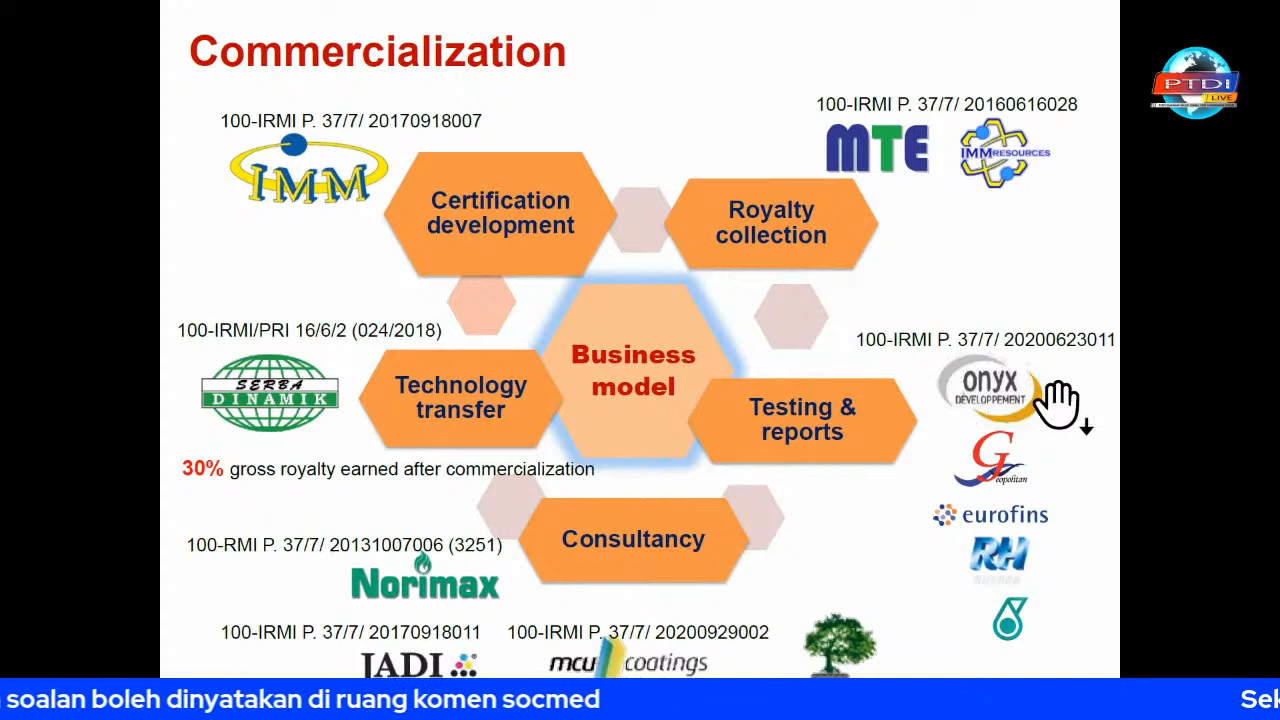 Commercialization
PTDI
LIVE
100-IRMI P. 37/7/ 20170918007
IMM
100-IRMI P. 37/7/ 20160616028
MTE
IMM RESOURCES
Certification
development
Royalty
collection
100-IRMI/PRI 16/6/2 (024/2018)
SERBA
DINAMIK
Technology
transfer
Business
model
100-IRMI P. 37/7/ 20200623011
onyx
DÉVELOPPEMENT
Testing &
reports
Geopolitan
30% gross royalty earned after commercialization
eurofins
RH
Consultancy
100-RMI P. 37/7/ 20131007006 (3251)
Norimax
100-IRMI P. 37/7/ 20170918011
JADI
100-IRMI P. 37/7/ 20200929002
mcu coatings
soalan boleh dinyatakan di ruang komen socmed
Sek